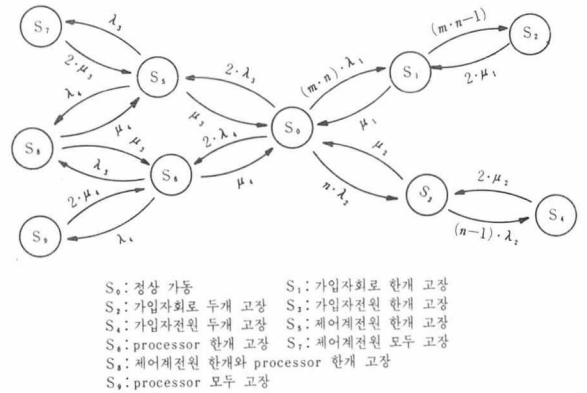 S₇
λ₃
2·μ₃
S₅
λ₄
μ₄
S₈
μ₃
λ₃
S₆
2·μ₄
λ₄
S₉
2·λ₃
μ₃
2·λ₄
μ₄
S₀
(m·n)·λ₁
μ₁
S₁
(m·n-1)
2·μ₁
S₂
μ₂
n·λ₂
S₃
2·μ₂
(n-1)·λ₂
S₄
S₀:정상 가동 S₁:가입자회로 한개 고장
S₂:가입자회로 두개 고장 S₃:가입자전원 한개 고장
S₄:가입자전원 두개 고장 S₅:제어계전원 한개 고장
S₆:processor 한개 고장 S₇:제어계전원 모두 고장
S₈:제어계전원 한개와 processor 한개 고장
S₉:processor 모두 고장